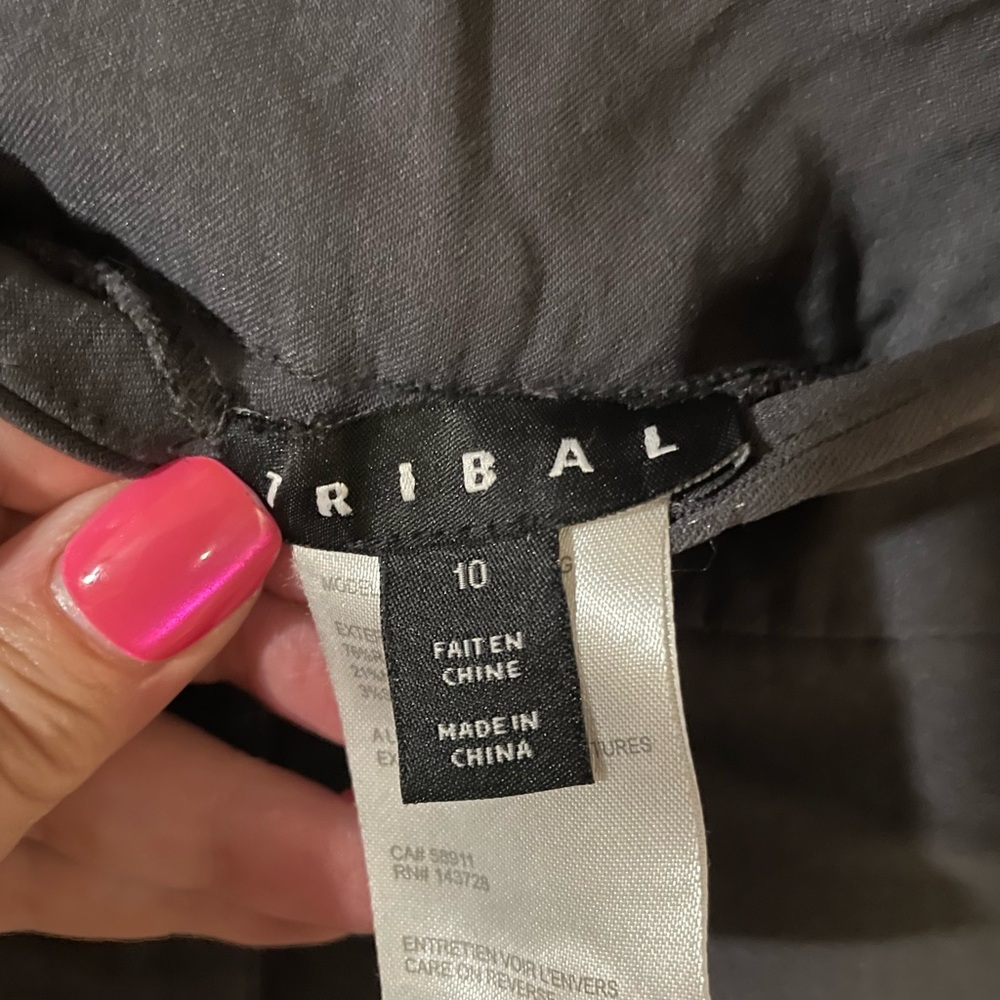 TRIBAL
10
FAIT EN
CHINE
MADE IN
CHINA
CA# 58911
RN# 143728
ENTRETIEN VOIR L'ENVERS
CARE ON REVERSE